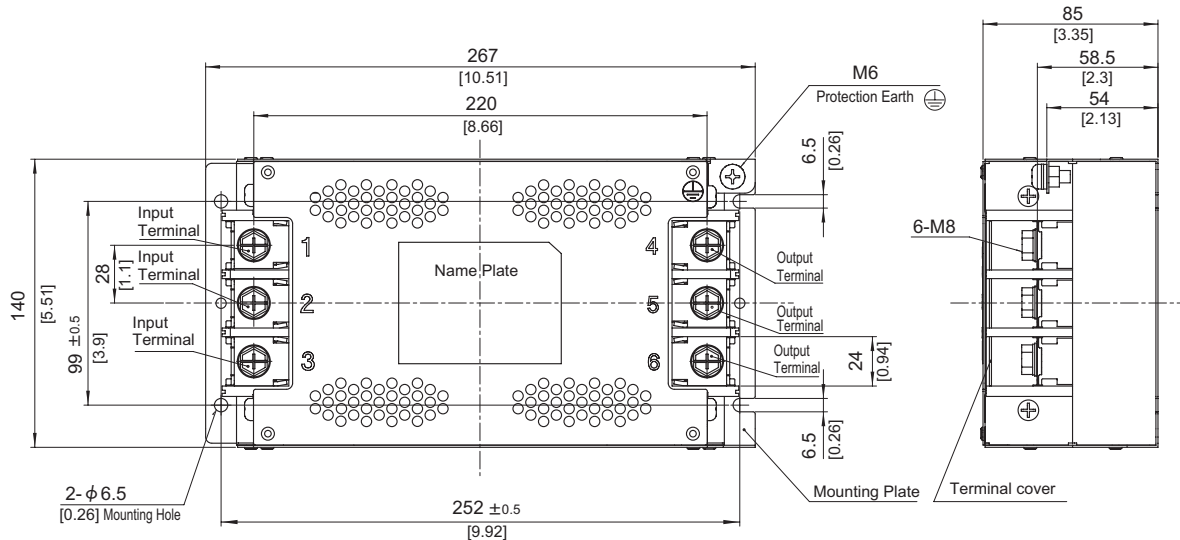 267
[10.51]
220
[8.66]
M6
Protection Earth
6.5
[0.26]
85
[3.35]
58.5
[2.3]
54
[2.13]
Input
Terminal
1
4
Output
Terminal
6-M8
Name Plate
28
[1.1]
Input
Terminal
2
5
Output
Terminal
140
[5.51]
99 ±0.5
[3.9]
Input
Terminal
3
6
Output
Terminal
24
[0.94]
6.5
[0.26]
2-ϕ6.5
[0.26] Mounting Hole
252 ±0.5
[9.92]
Mounting Plate
Terminal cover